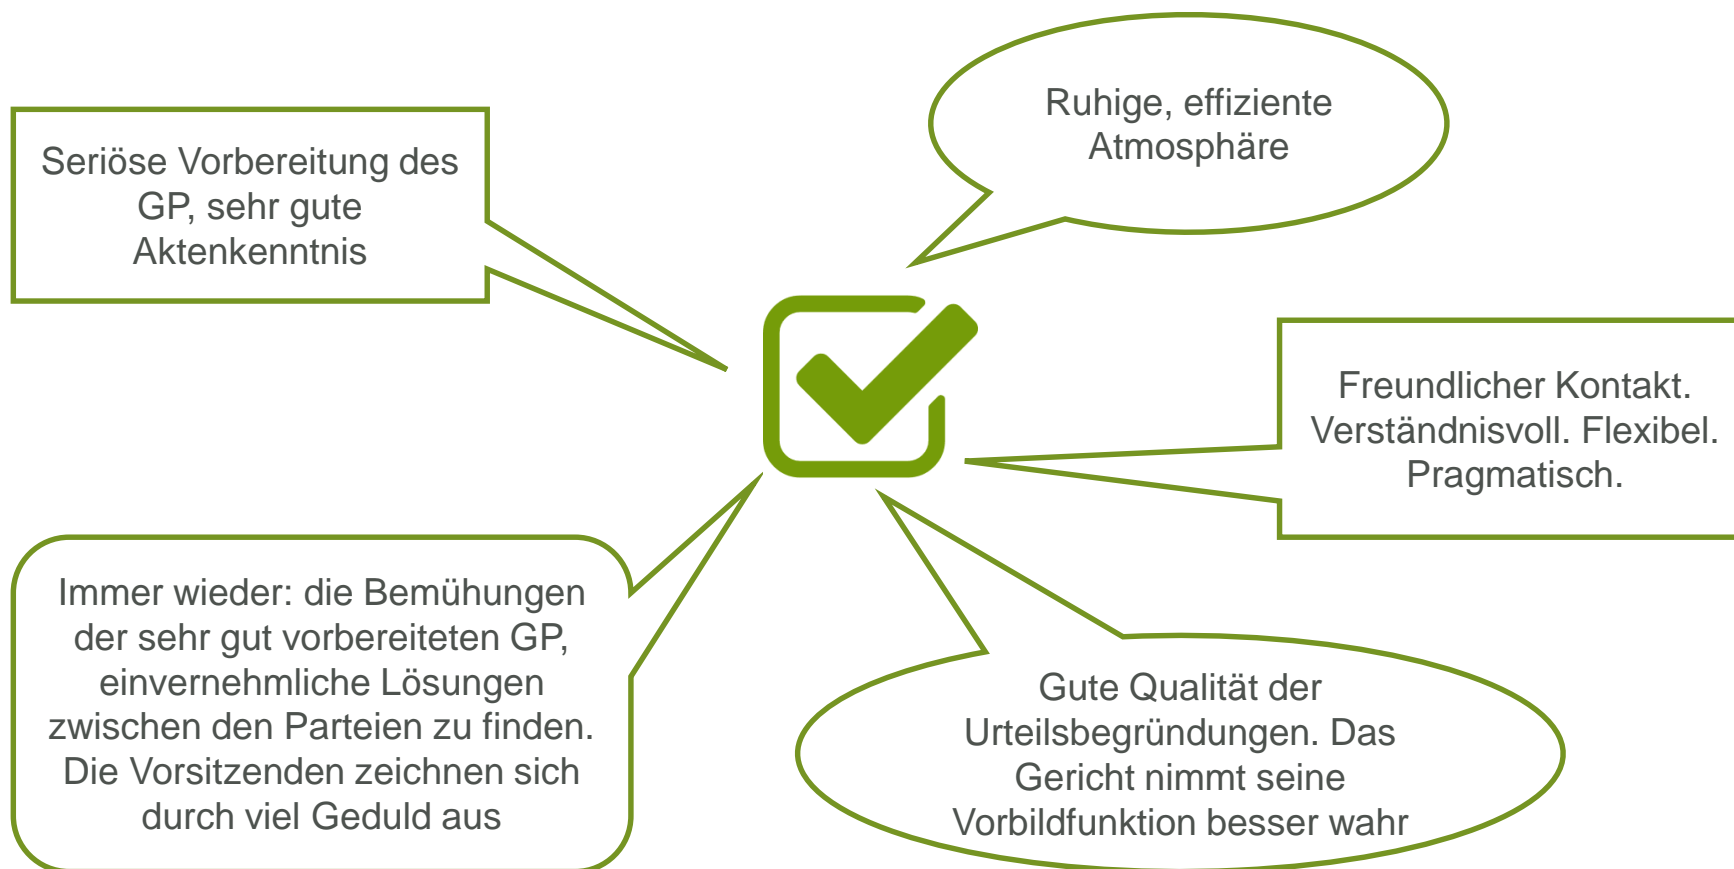 Ruhige, effiziente
Atmosphäre
Seriöse Vorbereitung des
GP, sehr gute
Aktenkenntnis
Freundlicher Kontakt.
Verständnisvoll. Flexibel.
Pragmatisch.
Immer wieder: die Bemühungen
der sehr gut vorbereiteten GP,
einvernehmliche Lösungen
zwischen den Parteien zu finden.
Die Vorsitzenden zeichnen sich
durch viel Geduld aus
Gute Qualität der
Urteilsbegründungen. Das
Gericht nimmt seine
Vorbildfunktion besser wahr